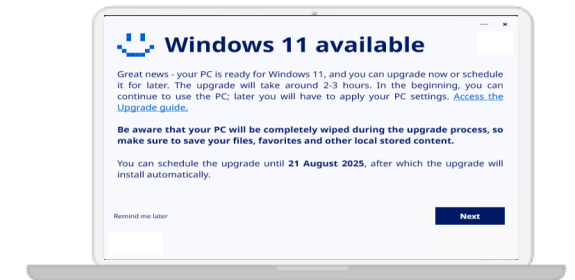 Windows 11 available
Great news - your PC is ready for Windows 11, and you can upgrade now or schedule
it for later. The upgrade will take around 2-3 hours. In the beginning, you can
continue to use the PC; later you will have to apply your PC settings. Access the
Upgrade guide.
Be aware that your PC will be completely wiped during the upgrade process, so
make sure to save your files, favorites and other local stored content.
You can schedule the upgrade until 21 August 2025, after which the upgrade will
install automatically.
Remind me later
Next